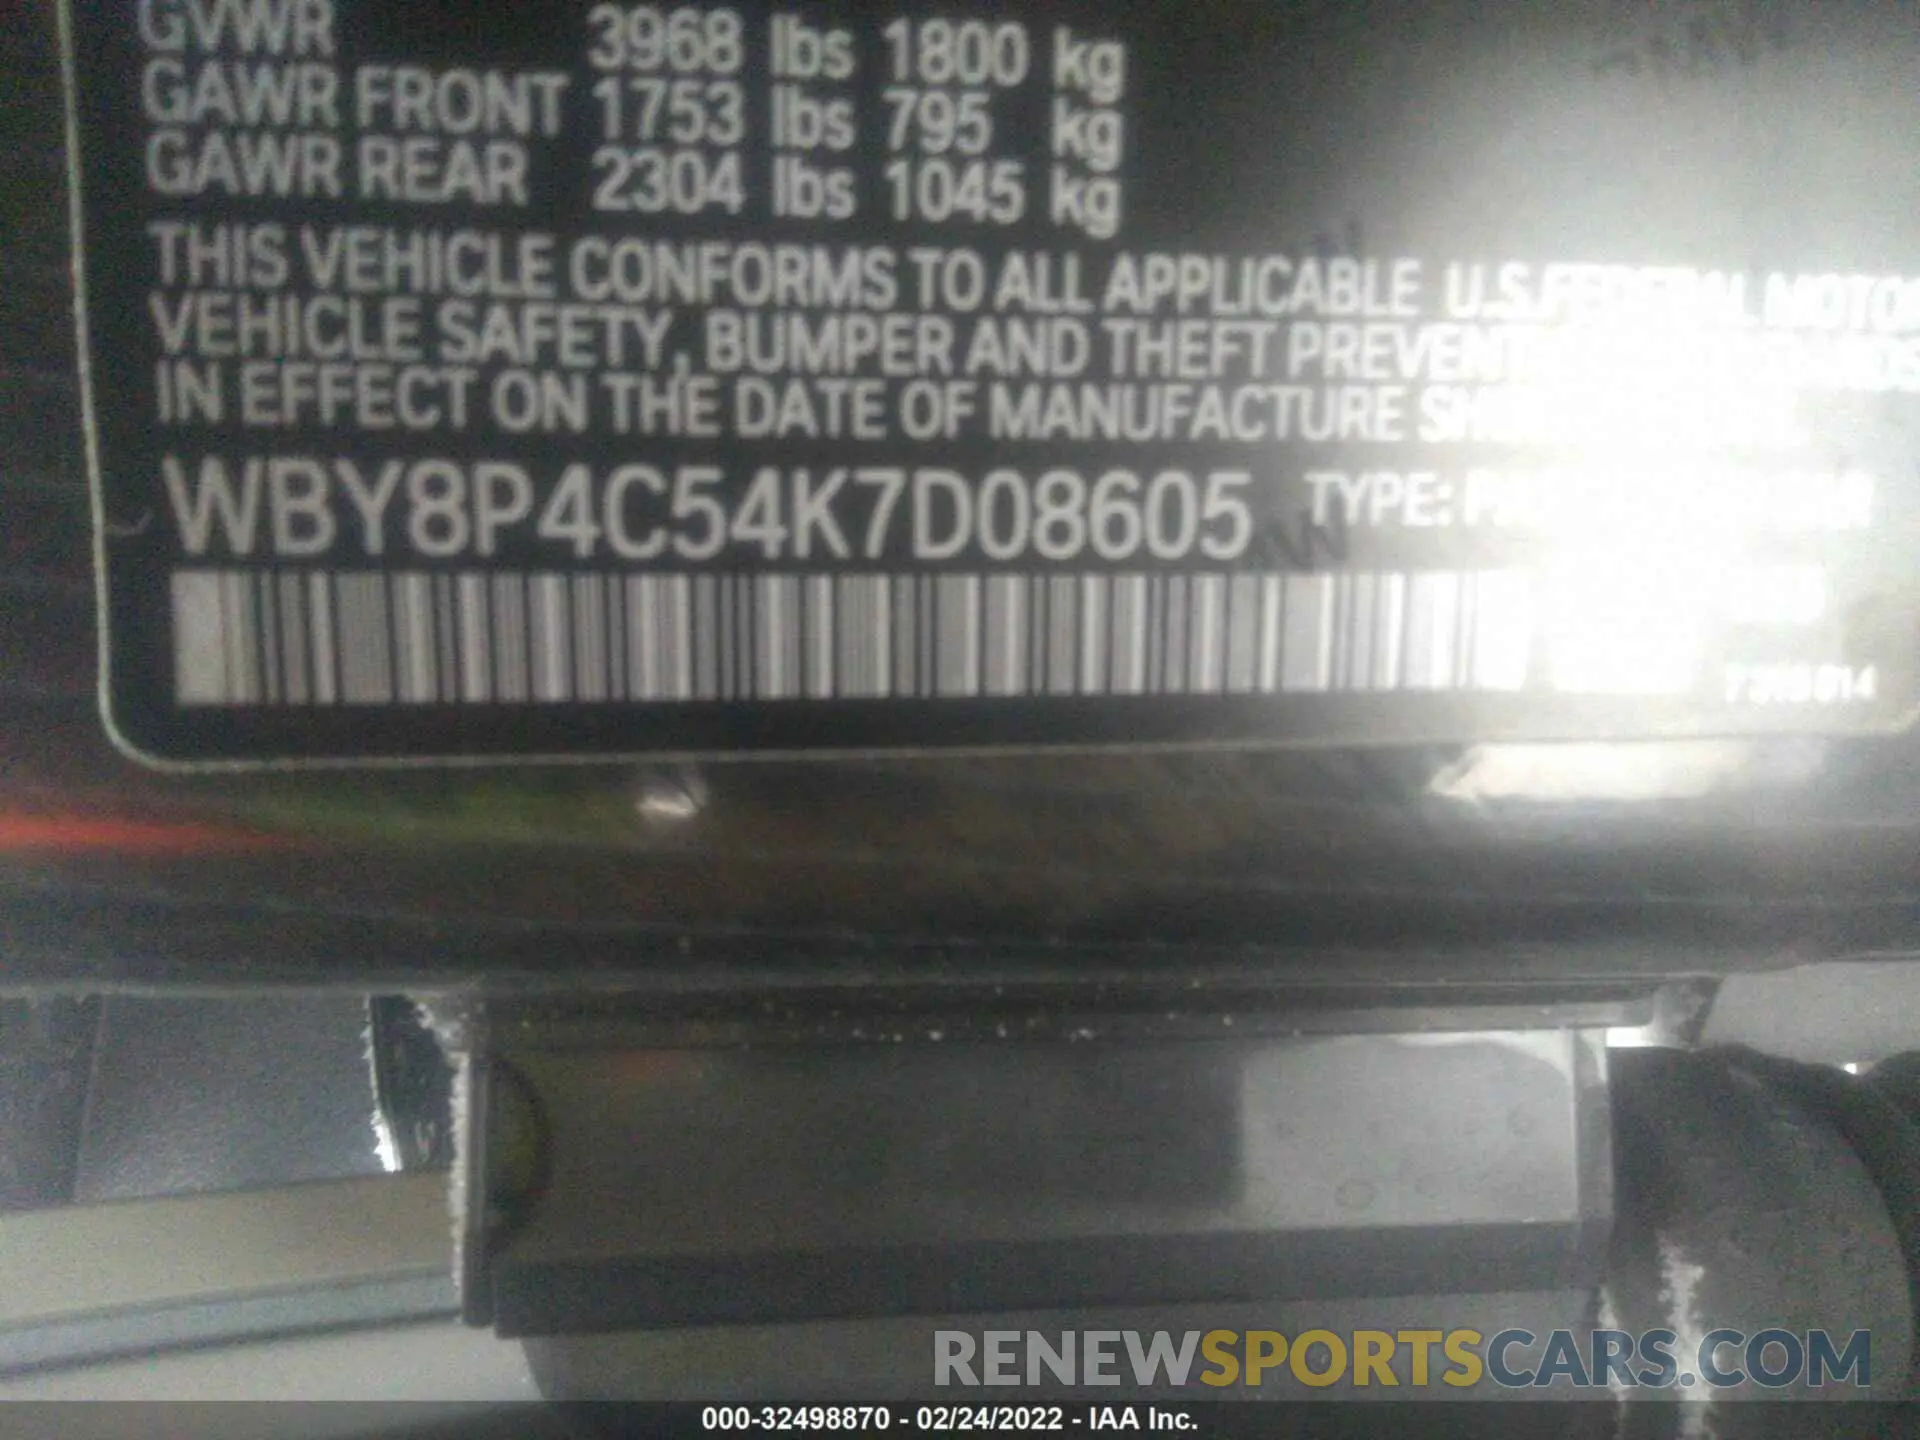 GVWR 3968 lbs 1800 kg
GAWR FRONT 1753 lbs 795 kg
GAWR REAR 2304 lbs 1045 kg
THIS VEHICLE CONFORMS TO ALL APPLICABLE U.S.FEDERAL MOTOR
VEHICLE SAFETY, BUMPER AND THEFT
IN EFFECT ON THE DATE OF MANUFACTURE
WBY8P4C54K7D08605 TYPE:
RENEWSPORTSCARS.COM
000-32498870 - 02/24/2022 - IAA Inc.